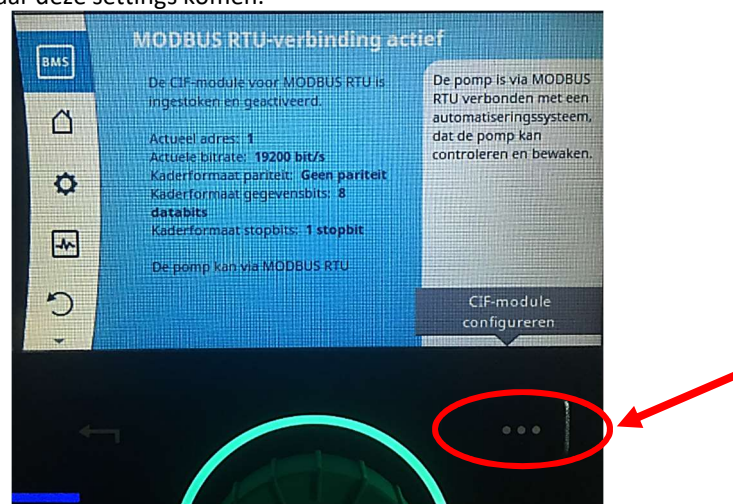 deze settings komen:
BMS
MODBUS RTU-verbinding actief
De CIF-module voor MODBUS RTU is
ingestoken en geactiveerd.
Actueel adres: 1
Actuele bitrate: 19200 bit/s
Kaderformaat pariteit: Geen pariteit
Kaderformaat gegevensbits: 8
databits
Kaderformaat stopbits: 1 stopbit
De pomp kan via MODBUS RTU
De pomp is via MODBUS
RTU verbonden met een
automatiseringssysteem,
dat de pomp kan
controleren en bewaken.
CIF-module
configureren